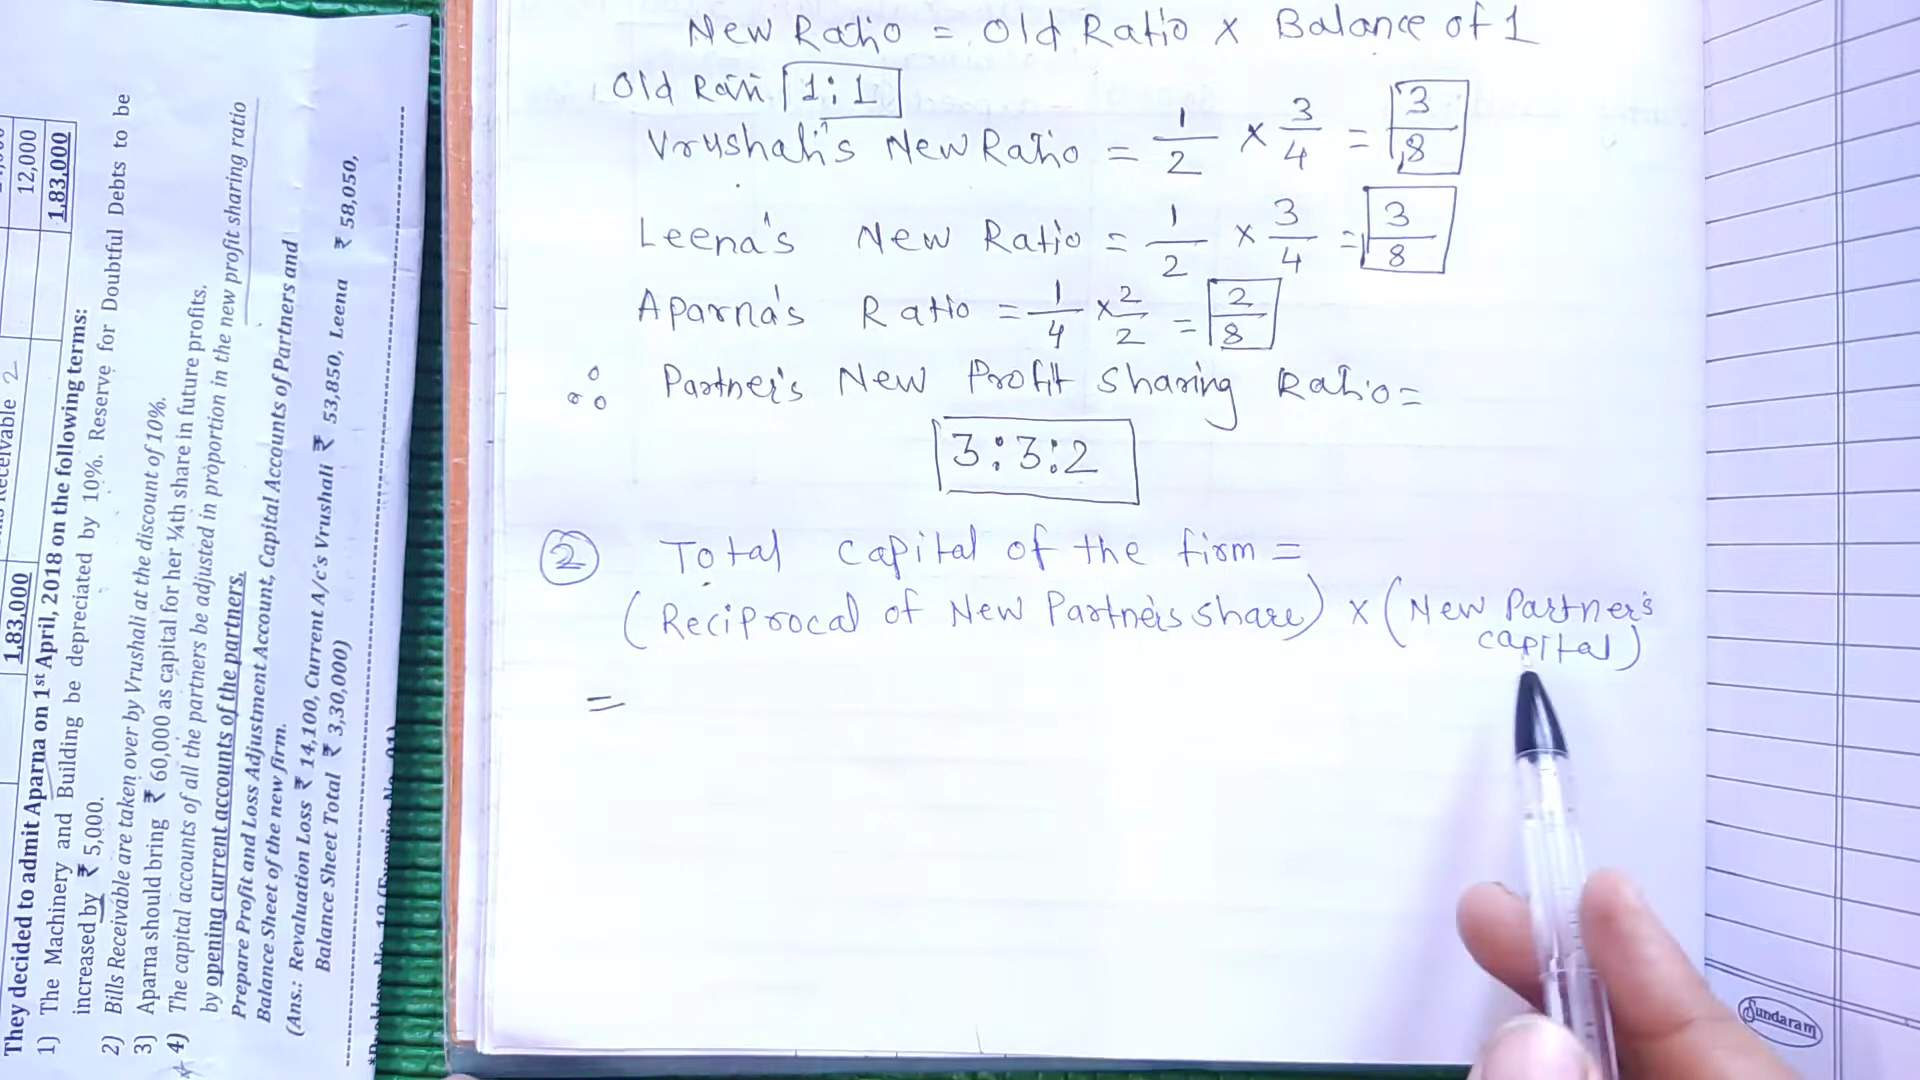 New Ratio = Old Ratio x Balance of 1
Old Ratio 1:1
Vrushali's New Ratio = 1/2 x 3/4 = 3/8
Leena's New Ratio = 1/2 x 3/4 = 3/8
Aparna's Ratio = 1/4 x 2/2 = 2/8
∴ Partner's New Profit Sharing Ratio =
3:3:2
② Total capital of the firm =
(Reciprocal of New Partner's share) x (New Partner's
capital)
=
Sundaram
12,000
1,83,000
1,83,000
2
They decided to admit Aparna on 1st April, 2018 on the following terms:
1) The Machinery and Building be depreciated by 10%. Reserve for Doubtful Debts to be
increased by ₹ 5,000.
2) Bills Receivable are taken over by Vrushali at the discount of 10%.
3) Aparna should bring ₹ 60,000 as capital for her ¼th share in future profits.
4) The capital accounts of all the partners be adjusted in proportion in the new profit sharing ratio
by opening current accounts of the partners.
Prepare Profit and Loss Adjustment Account, Capital Accounts of Partners and
Balance Sheet of the new firm.
(Ans.: Revaluation Loss ₹ 14,100, Current A/c's Vrushali ₹ 53,850, Leena ₹ 58,050,
Balance Sheet Total ₹ 3,30,000)